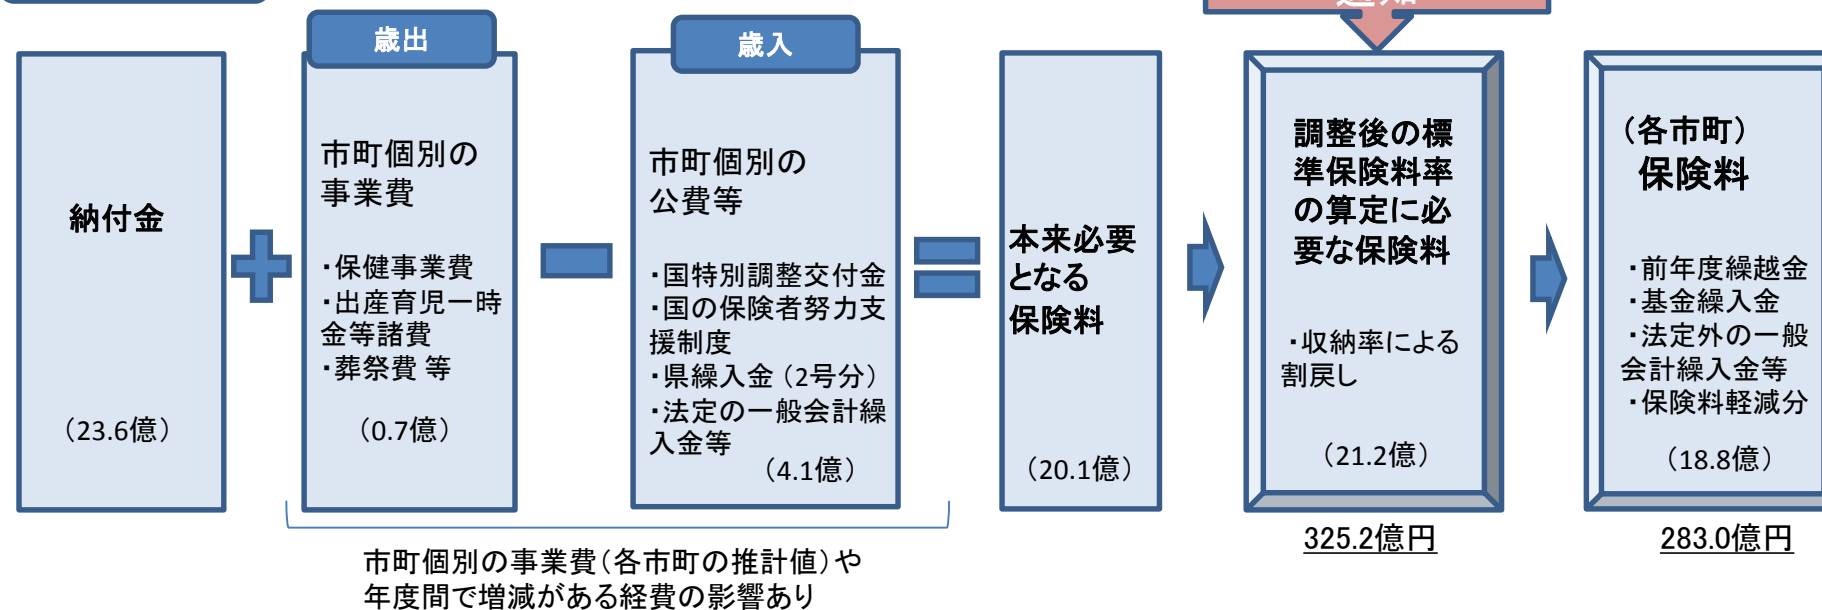 歳出
歳入
納付金
（23.6億）
市町個別の
事業費
・保健事業費
・出産育児一時
金等諸費
・葬祭費 等
（0.7億）
市町個別の
公費等
・国特別調整交付金
・国の保険者努力支
援制度
・県繰入金（2号分）
・法定の一般会計繰
入金等
（4.1億）
本来必要
となる
保険料
（20.1億）
調整後の標
準保険料率
の算定に必
要な保険料
・収納率による
割戻し
（21.2億）
325.2億円
（各市町）
保険料
・前年度繰越金
・基金繰入金
・法定外の一般
会計繰入金等
・保険料軽減分
（18.8億）
283.0億円
市町個別の事業費（各市町の推計値）や
年度間で増減がある経費の影響あり